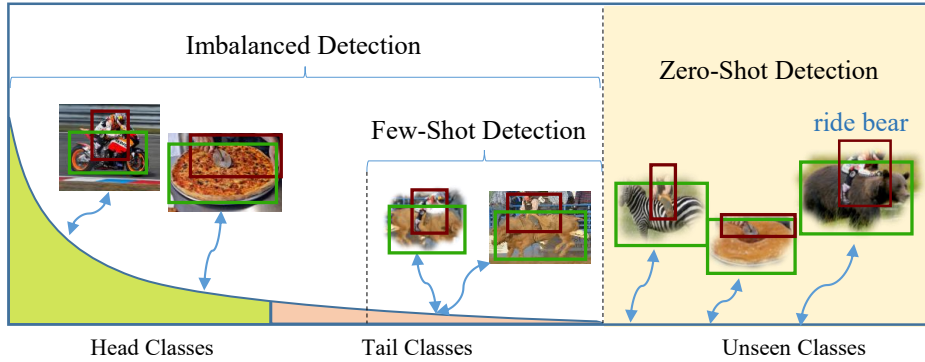 Imbalanced Detection
Zero-Shot Detection
Few-Shot Detection
ride bear
Head Classes
Tail Classes
Unseen Classes